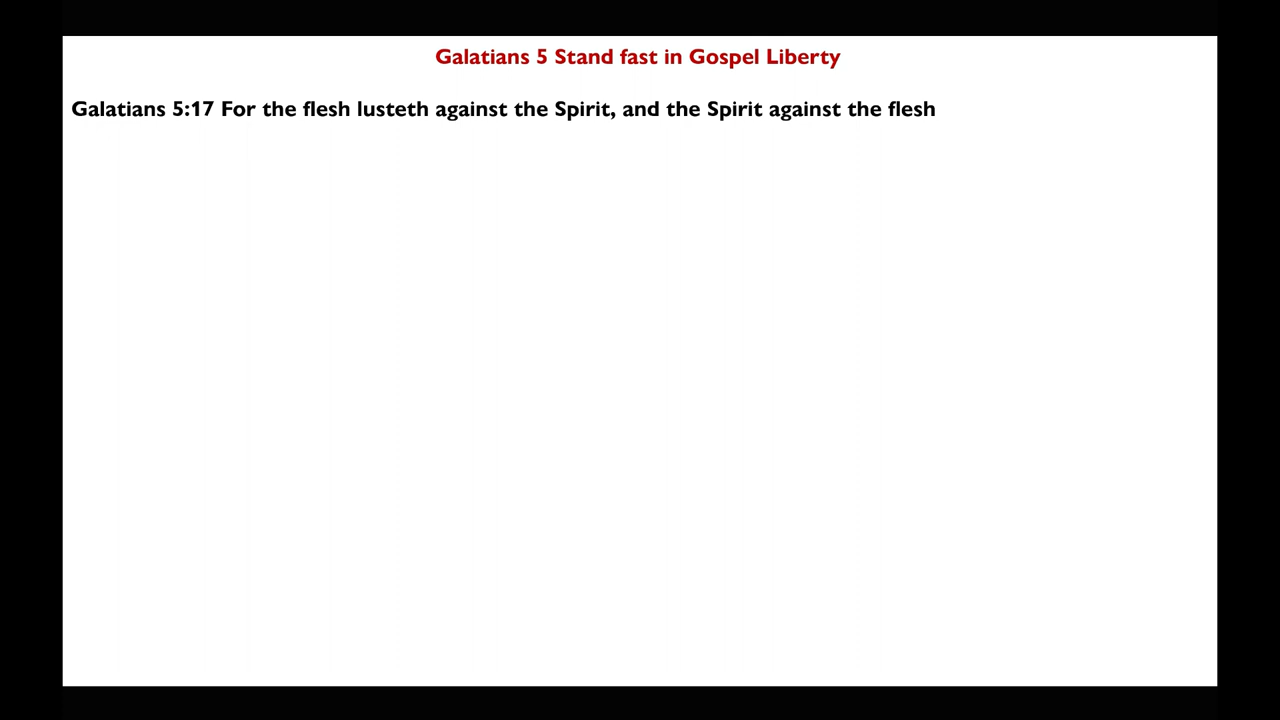 Galatians 5 Stand fast in Gospel Liberty
Galatians 5:17 For the flesh lusteth against the Spirit, and the Spirit against the flesh